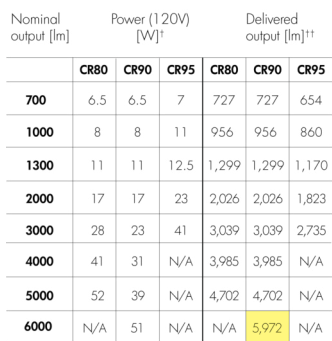 Nominal Power (120V) Delivered
output [lm] [W]† output [lm]††
CR80 CR90 CR95 CR80 CR90 CR95
700 6.5 6.5 7 727 727 654
1000 8 8 11 956 956 860
1300 11 11 12.5 1,299 1,299 1,170
2000 17 17 23 2,026 2,026 1,823
3000 28 23 41 3,039 3,039 2,735
4000 41 31 N/A 3,985 3,985 N/A
5000 52 39 N/A 4,702 4,702 N/A
6000 N/A 51 N/A N/A 5,972 N/A